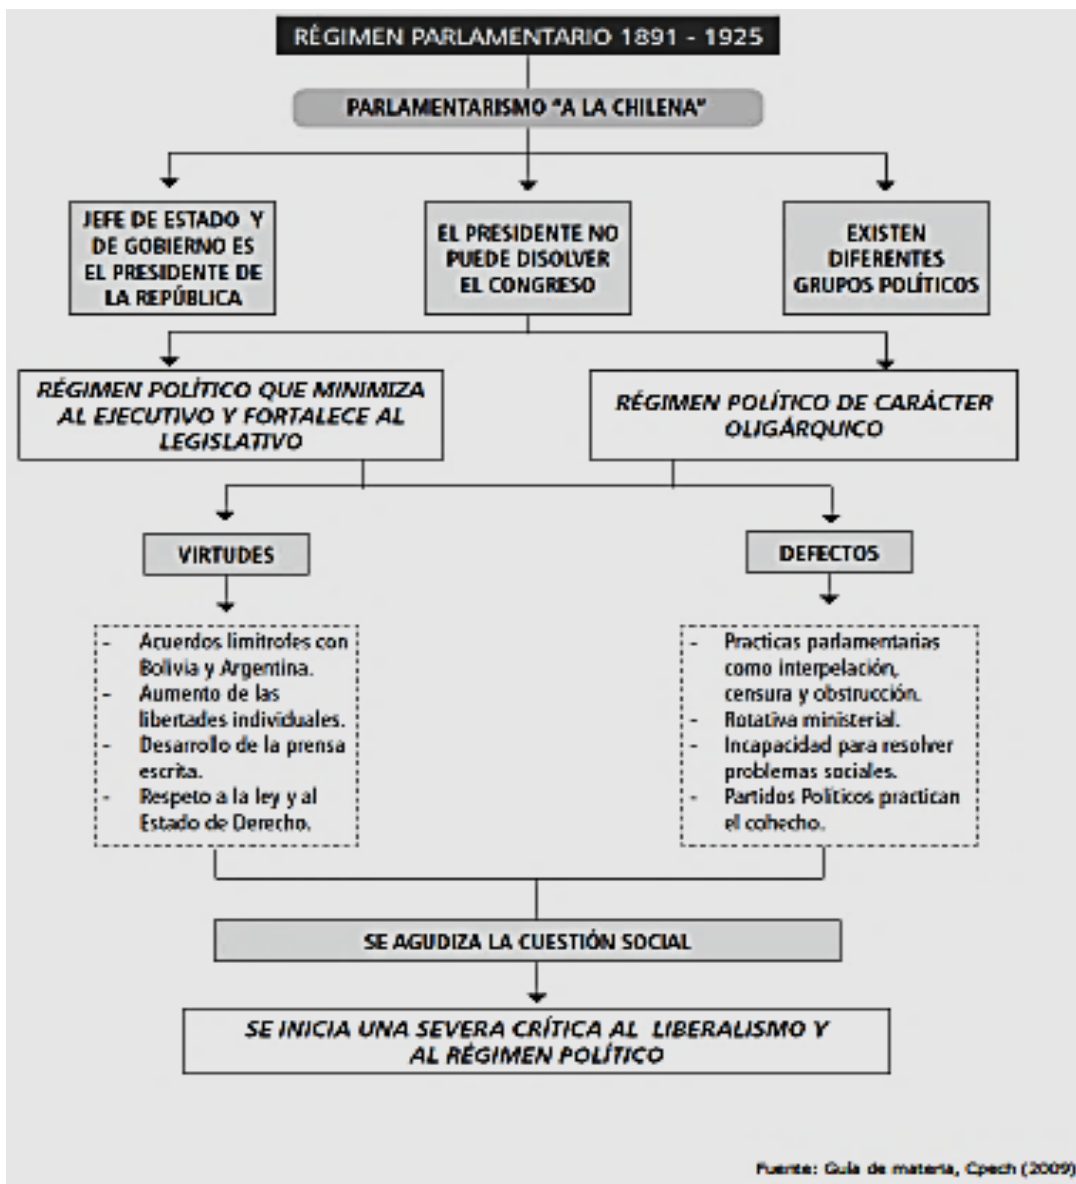 RÉGIMEN PARLAMENTARIO 1891 - 1925
PARLAMENTARISMO "A LA CHILENA"
JEFE DE ESTADO Y
DE GOBIERNO ES
EL PRESIDENTE DE
LA REPÚBLICA
EL PRESIDENTE NO
PUEDE DISOLVER
EL CONGRESO
EXISTEN
DIFERENTES
GRUPOS POLÍTICOS
RÉGIMEN POLÍTICO QUE MINIMIZA
AL EJECUTIVO Y FORTALECE AL
LEGISLATIVO
RÉGIMEN POLÍTICO DE CARÁCTER
OLIGÁRQUICO
VIRTUDES
DEFECTOS
- Acuerdos limítrofes con
Bolivia y Argentina.
- Aumento de las
libertades individuales.
- Desarrollo de la prensa
escrita.
- Respeto a la ley y al
Estado de Derecho.
- Practicas parlamentarias
como interpelación,
censura y obstrucción.
- Rotativa ministerial.
- Incapacidad para resolver
problemas sociales.
- Partidos Políticos practican
el cohecho.
SE AGUDIZA LA CUESTIÓN SOCIAL
SE INICIA UNA SEVERA CRÍTICA AL LIBERALISMO Y
AL RÉGIMEN POLÍTICO
Fuente: Guía de materia, Cpech (2009)